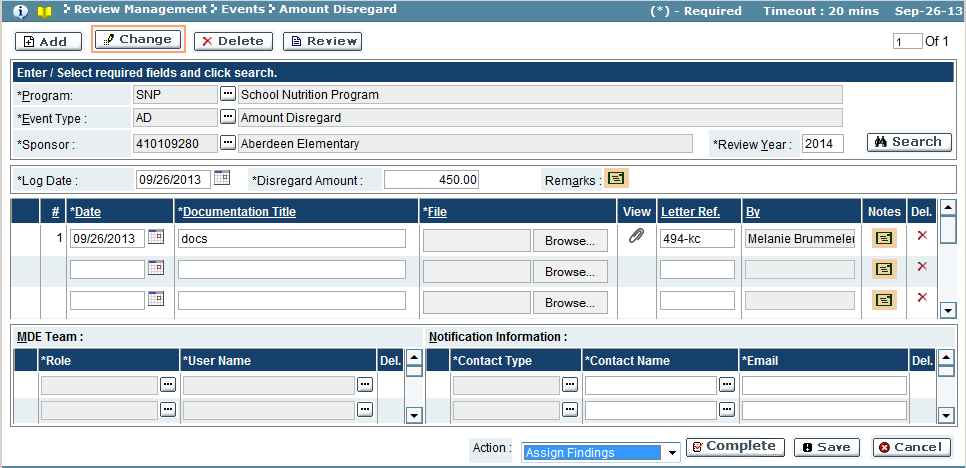 Review Management Events Amount Disregard (*) - Required Timeout : 20 mins Sep-26-13
Add Change Delete Review 1 Of 1
Enter / Select required fields and click search.
*Program: SNP ... School Nutrition Program
*Event Type : AD ... Amount Disregard
*Sponsor : 410109280 ... Aberdeen Elementary *Review Year : 2014 Search
*Log Date : 09/26/2013 *Disregard Amount : 450.00 Remarks :
# *Date *Documentation Title *File View Letter Ref. By Notes Del.
1 09/26/2013 docs Browse... 494-kc Melanie Brummeler
Browse...
Browse...
MDE Team : Notification Information :
*Role *User Name Del. *Contact Type *Contact Name *Email Del.
... ... ... ...
... ... ... ...
Action : Assign Findings Complete Save Cancel